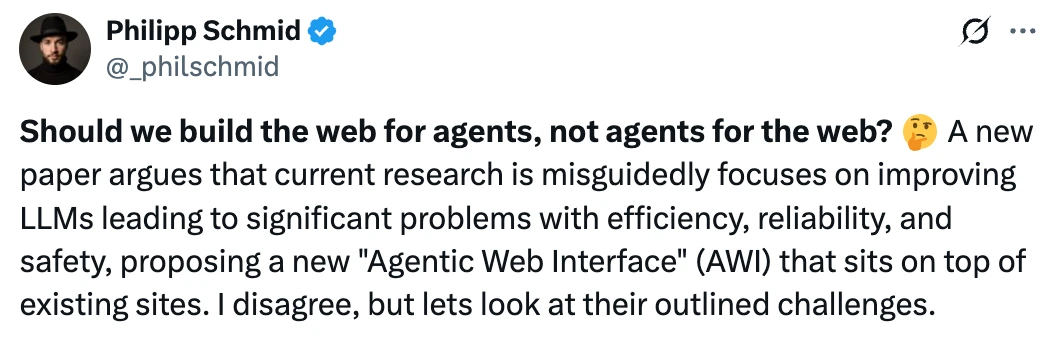 Philipp Schmid
@_philschmid
Should we build the web for agents, not agents for the web? 🤔 A new
paper argues that current research is misguidedly focuses on improving
LLMs leading to significant problems with efficiency, reliability, and
safety, proposing a new "Agentic Web Interface" (AWI) that sits on top of
existing sites. I disagree, but lets look at their outlined challenges.